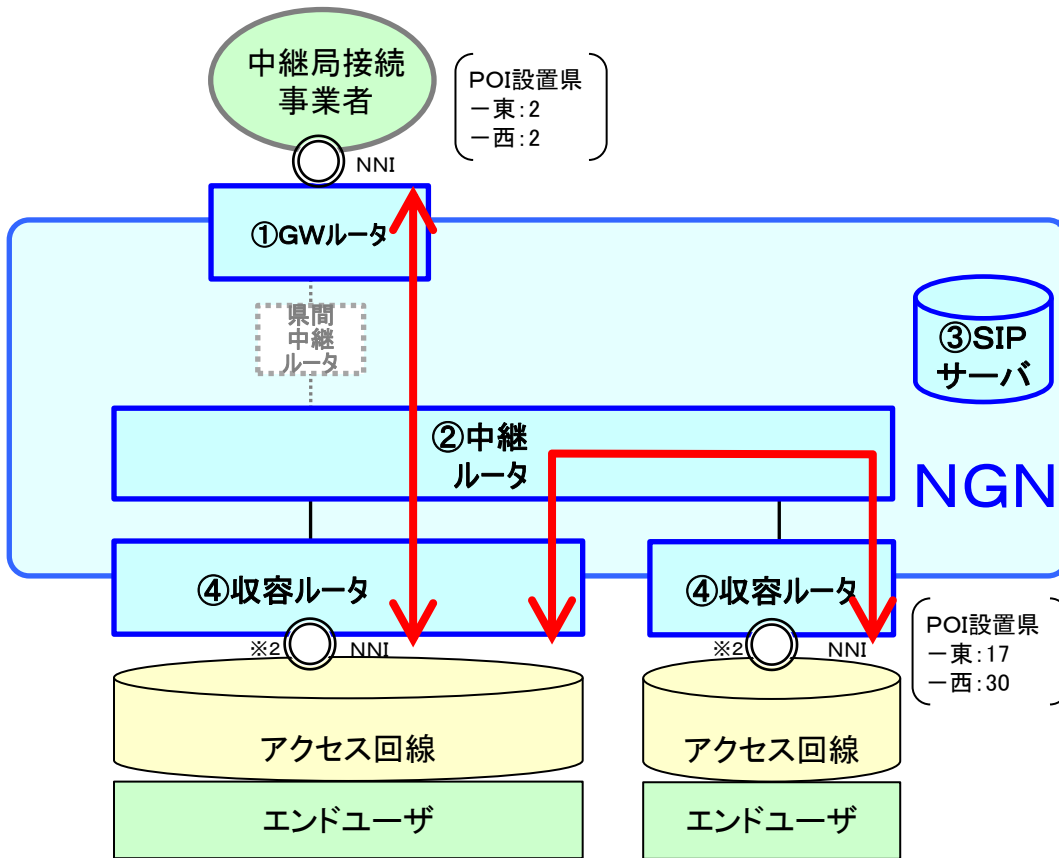 中継局接続
事業者
POI設置県
－東：2
－西：2
NNI
①GWルータ
県間
中継
ルータ
③SIP
サーバ
②中継
ルータ
NGN
④収容ルータ
④収容ルータ
※2
NNI
※2
NNI
POI設置県
－東：17
－西：30
アクセス回線
アクセス回線
エンドユーザ
エンドユーザ